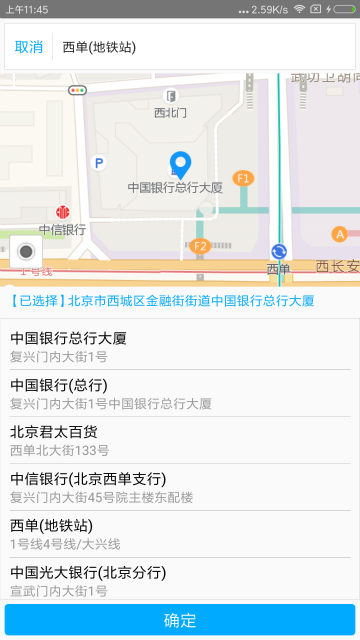 上午11:45
2.59K/s
取消
西单(地铁站)
武功卫胡同
西北门
P
F1
中国银行总行大厦
中信银行
F2
A
西单
西长安
1号线
【已选择】北京市西城区金融街街道中国银行总行大厦
中国银行总行大厦
复兴门内大街1号
中国银行(总行)
复兴门内大街1号中国银行总行大厦
北京君太百货
西单北大街133号
中信银行(北京西单支行)
复兴门内大街45号院主楼东配楼
西单(地铁站)
1号线4号线/大兴线
中国光大银行(北京分行)
宣武门内大街1号
确定